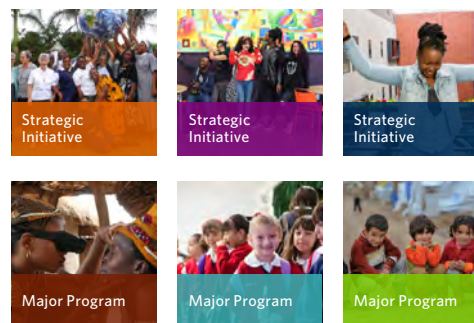 Strategic
Initiative
Strategic
Initiative
Strategic
Initiative
Major Program
Major Program
Major Program